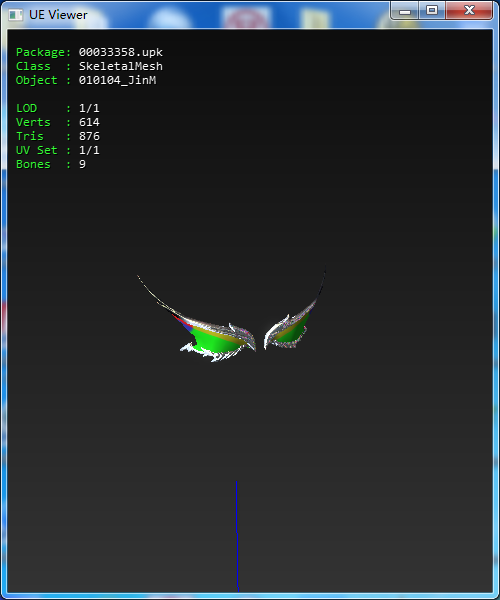 UE Viewer
Package: 00033358.upk
Class : SkeletalMesh
Object : 010104_JinM
LOD : 1/1
Verts : 614
Tris : 876
UV Set : 1/1
Bones : 9